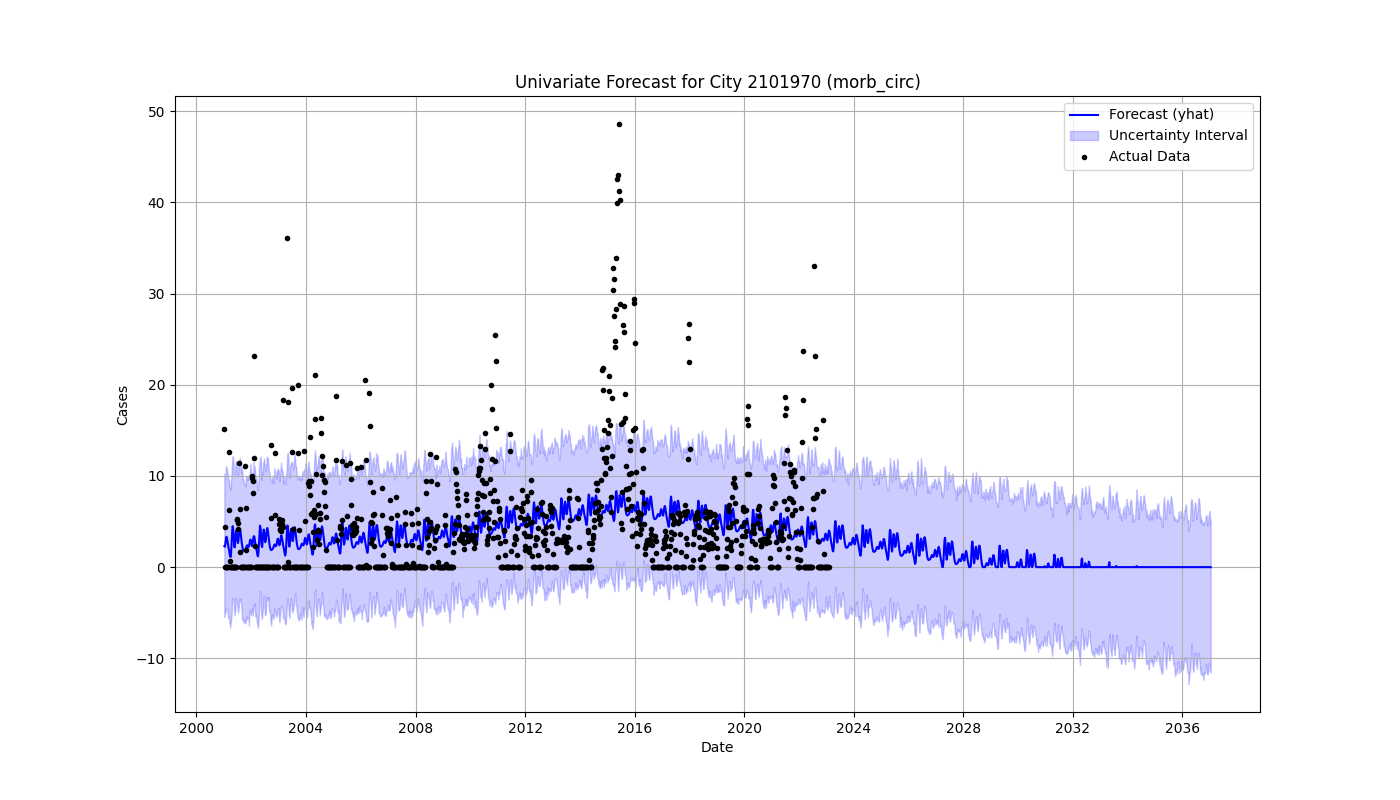 Univariate Forecast for City 2101970 (morb_circ)
Forecast (yhat)
Uncertainty Interval
Actual Data
50
40
30
20
10
0
−10
Cases
2000 2004 2008 2012 2016 2020 2024 2028 2032 2036
Date